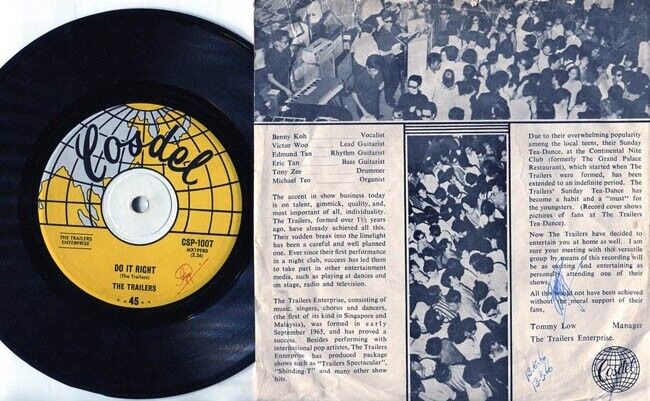 Cosdel
THE TRAILERS
ENTERPRISE
CSP-1007
MX19980
(2.36)
DO IT RIGHT
(The Trailers)
THE TRAILERS
45
Benny Koh Vocalist
Victor Woo Lead Guitarist
Edmund Tan Rhythm Guitarist
Eric Tan Bass Guitarist
Tony Zee Drummer
Michael Teo Organist
The accent in show business today
is on talent, gimmick, quality, and,
most important of all, individuality.
The Trailers, formed over 1½ years
ago, have already achieved all this.
Their sudden break into the limelight
has been a careful and well planned
one. Ever since their first performance
in a night club, success has led them
to take part in other entertainment
media, such as playing at dances and
on stage, radio and television.
The Trailers Enterprise, consisting of
music, singers, chorus and dancers,
(the first of its kind in Singapore and
Malaysia), was formed in early
September 1965, and has proved a
success. Besides performing with
international pop artistes, The Trailers
Enterprise has produced package
shows such as "Trailers Spectacular",
"Shinding-T" and many other show
hits.
Due to their overwhelming popularity
among the local teens, their Sunday
Tea-Dance, at the Continental Nite
Club (formerly The Grand Palace
Restaurant), which started when The
Trailers were formed, has been
extended to an indefinite period. The
Trailers' Sunday Tea-Dance has
become a habit and a "must" for
the youngsters. (Record cover shows
pictures of fans at The Trailers
Tea-Dance).
Now The Trailers have decided to
entertain you at home as well. I am
sure your meeting with this versatile
group by means of this recording will
be as exciting and entertaining as
personally attending one of their
shows.
All this would not have been achieved
without the moral support of their
fans,
Tommy Low Manager
The Trailers Enterprise.
Cosdel